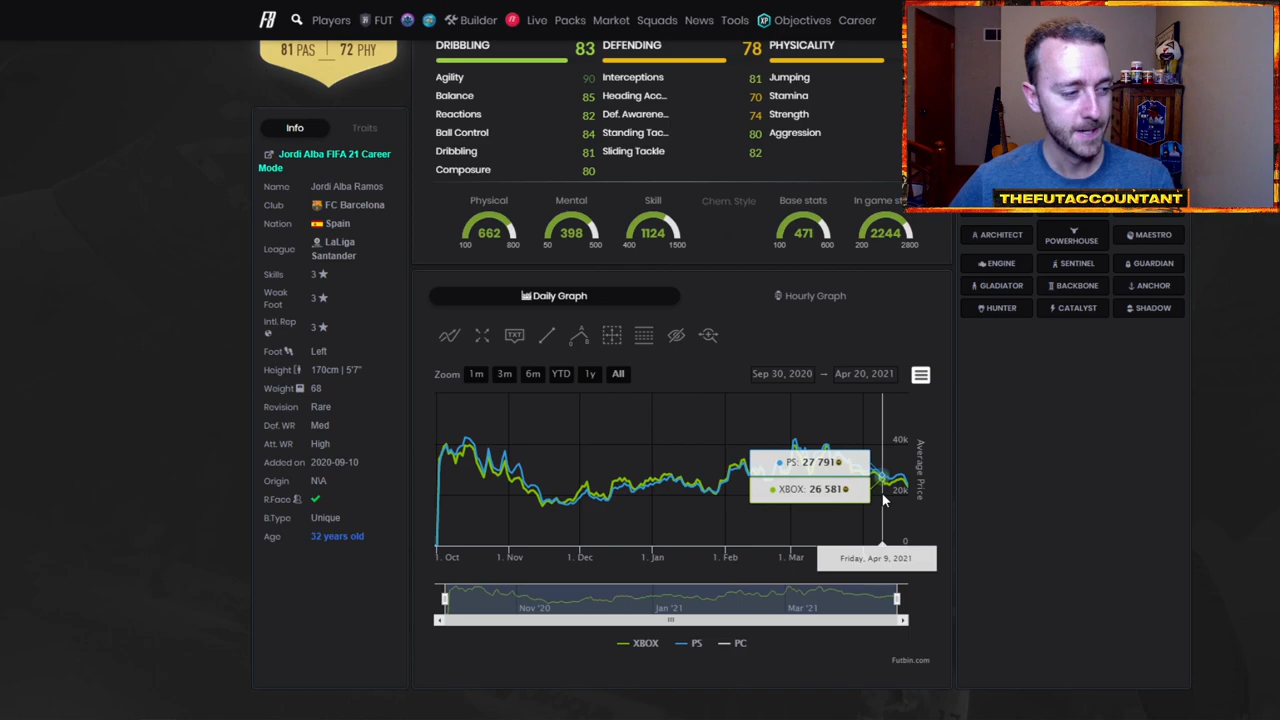 Players FUT Builder Live Packs Market Squads News Tools XP Objectives Career
81 PAS 72 PHY
DRIBBLING 83 DEFENDING 78 PHYSICALITY
Agility 90 Interceptions 81 Jumping
Balance 85 Heading Acc... 70 Stamina
Reactions 82 Def. Awarene... 74 Strength
Ball Control 84 Standing Tac... 80 Aggression
Dribbling 81 Sliding Tackle 82
Composure 80
Info Traits
Jordi Alba FIFA 21 Career
Mode
Name Jordi Alba Ramos
Club FC Barcelona
Nation Spain
League LaLiga
Santander
Skills 3
Weak
Foot 3
Intl. Rep 3
Foot Left
Height 170cm | 5'7"
Weight 68
Revision Rare
Def. WR Med
Att. WR High
Added on 2020-09-10
Origin N\A
R.Face
B.Type Unique
Age 32 years old
Physical Mental Skill Chem. Style Base stats In game st
662 398 1124 471 2244
100 800 50 500 400 1500 100 600 100 2800
THEFUTACCOUNTANT
ARCHITECT POWERHOUSE MAESTRO
ENGINE SENTINEL GUARDIAN
GLADIATOR BACKBONE ANCHOR
HUNTER CATALYST SHADOW
Daily Graph Hourly Graph
TXT
Zoom 1m 3m 6m YTD 1y All Sep 30, 2020 → Apr 20, 2021
40k
20k
0
Average Price
PS: 27 791
XBOX: 26 581
1. Oct 1. Nov 1. Dec 1. Jan 1. Feb 1. Mar
Friday, Apr 9, 2021
Nov '20 Jan '21 Mar '21
XBOX PS PC
Futbin.com